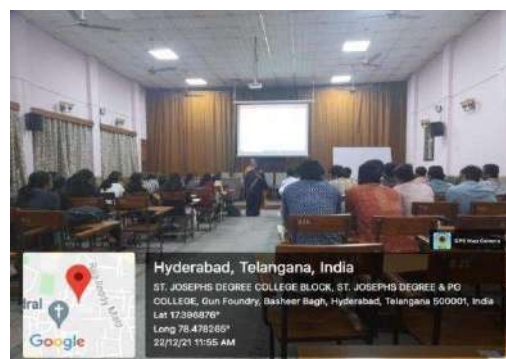 GPS Map Camera
Hyderabad, Telangana, India
ST. JOSEPHS DEGREE COLLEGE BLOCK, ST. JOSEPHS DEGREE & PG
COLLEGE, Gun Foundry, Basheer Bagh, Hyderabad, Telangana 500001, India
Lat 17.396876°
Long 78.478265°
22/12/21 11:55 AM
dral
Google